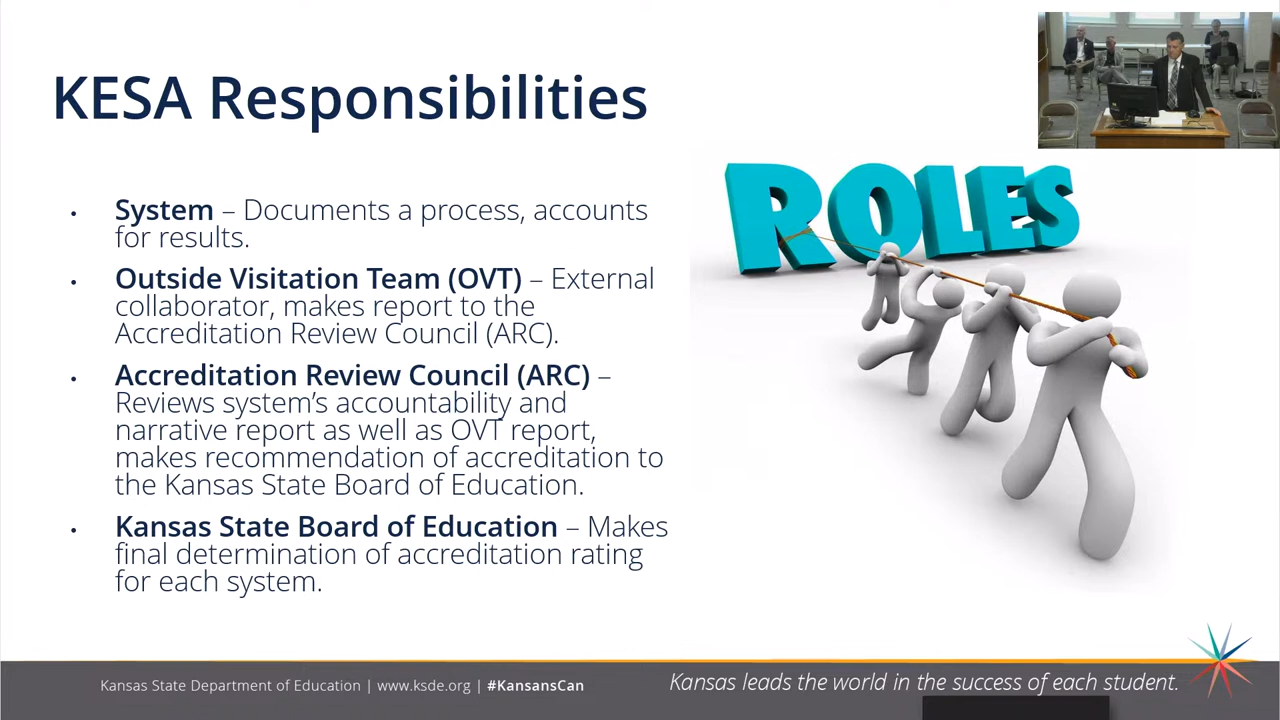 KESA Responsibilities
• System – Documents a process, accounts
for results.
• Outside Visitation Team (OVT) – External
collaborator, makes report to the
Accreditation Review Council (ARC).
• Accreditation Review Council (ARC) –
Reviews system's accountability and
narrative report as well as OVT report,
makes recommendation of accreditation to
the Kansas State Board of Education.
• Kansas State Board of Education – Makes
final determination of accreditation rating
for each system.
ROLES
Kansas State Department of Education | www.ksde.org | #KansansCan
Kansas leads the world in the success of each student.